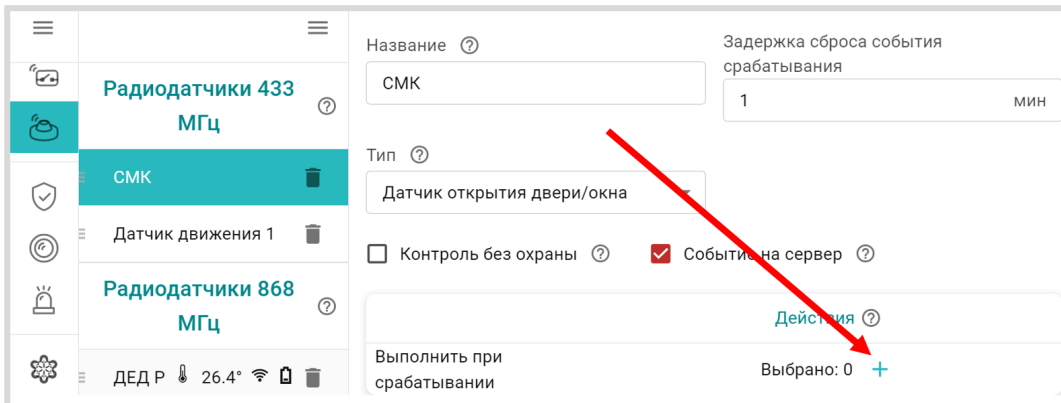 Радиодатчики 433
МГц
СМК
Датчик движения 1
Радиодатчики 868
МГц
ДЕД Р 26.4°
Название
СМК
Задержка сброса события
срабатывания
1 мин
Тип
Датчик открытия двери/окна
Контроль без охраны
Событие на сервер
Действия
Выполнить при
срабатывании
Выбрано: 0 +